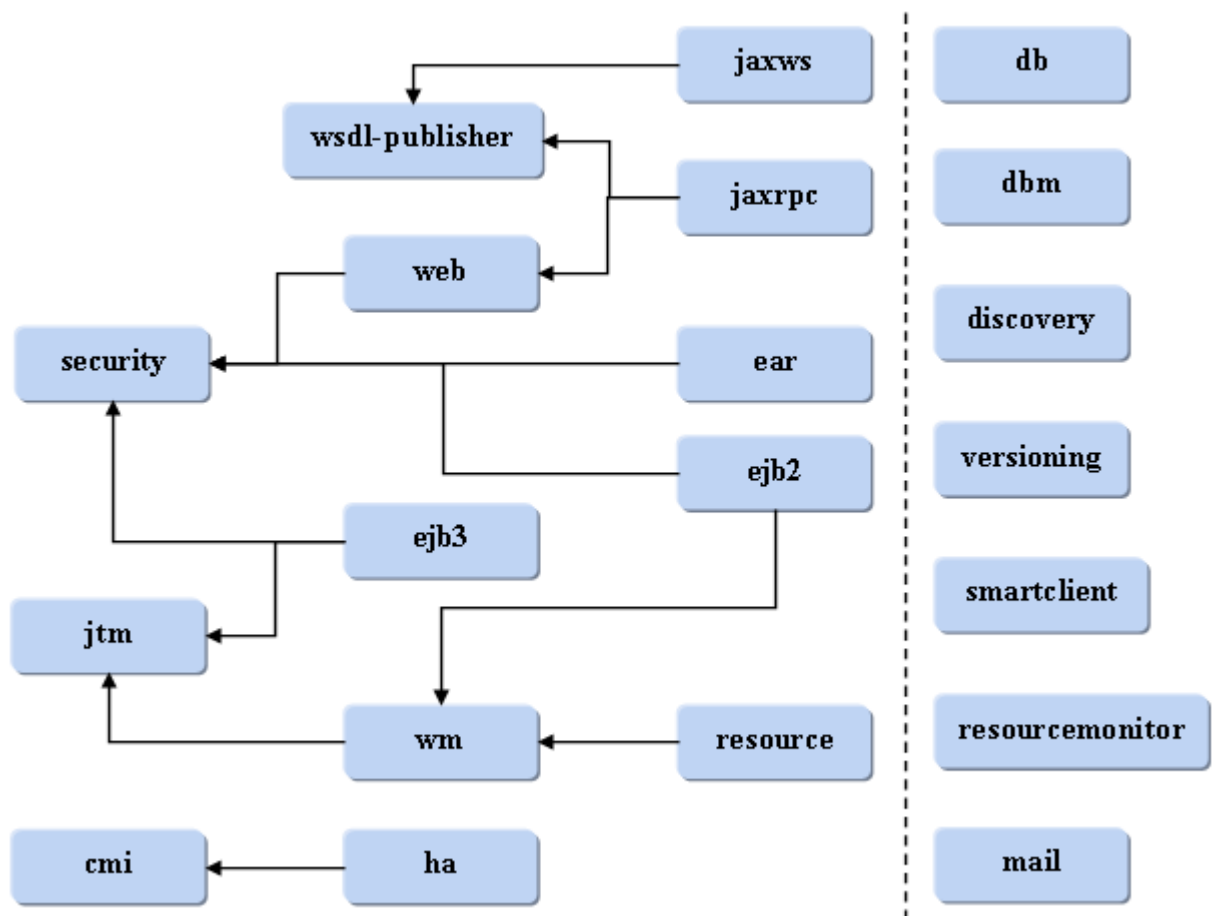 jaxws
db
wsdl-publisher
jaxrpc
dbm
web
discovery
security
ear
ejb2
versioning
ejb3
smartclient
jtm
wm
resource
resourcemonitor
cmi
ha
mail